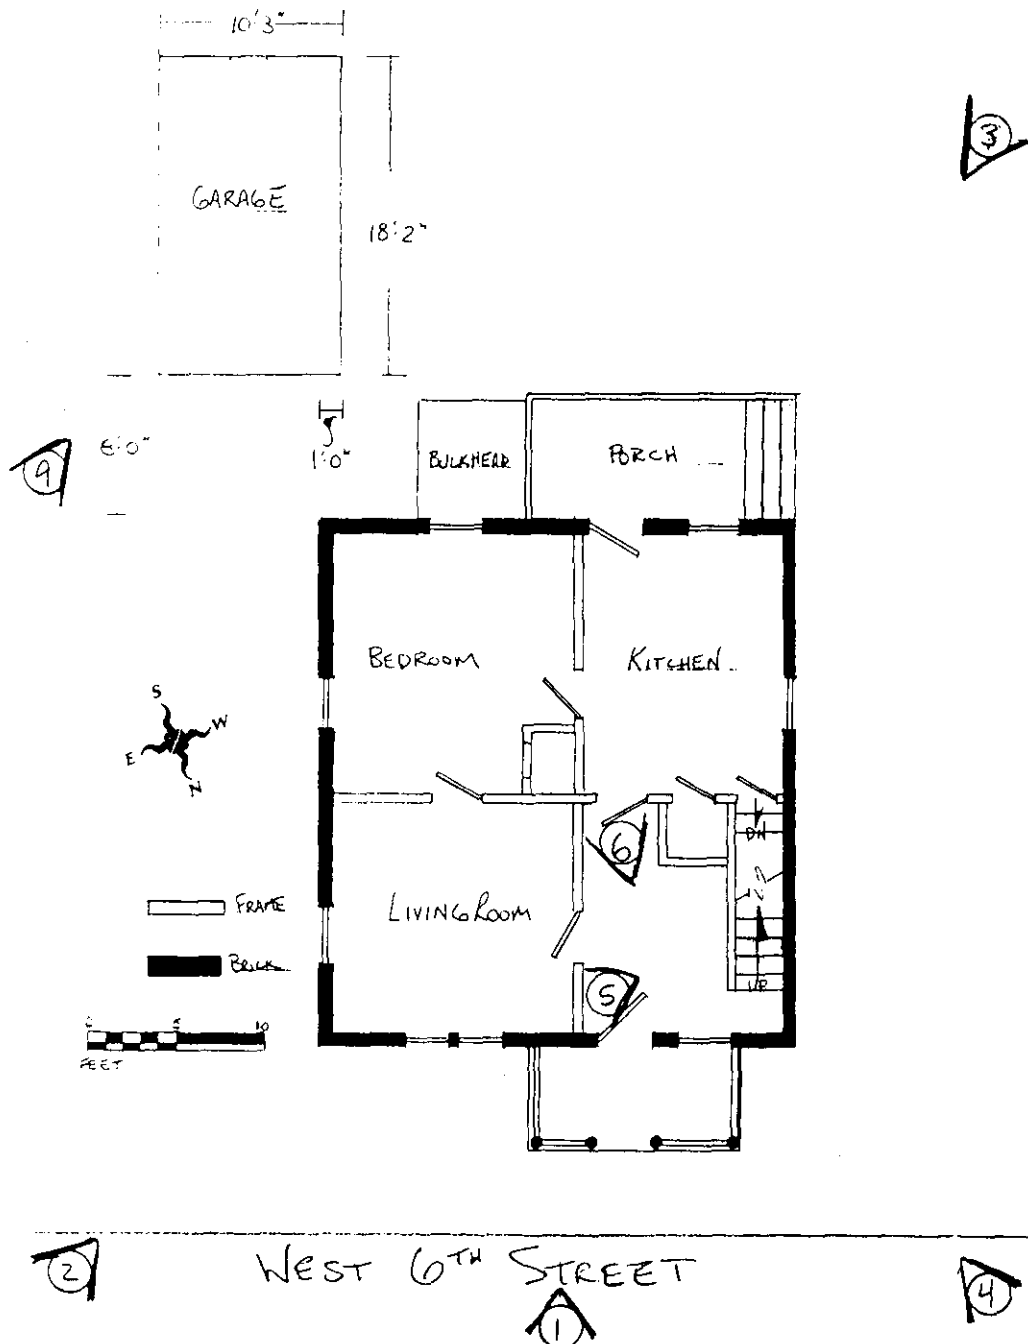 10'3"
3
GARAGE
18'2"
9
8'0"
1'0"
BULKHEAD
PORCH
BEDROOM
KITCHEN
S
W
E
N
DN
6
FRAME
LIVING ROOM
BRICK
5
UP
0 5 10
FEET
2
WEST 6TH STREET
4
1